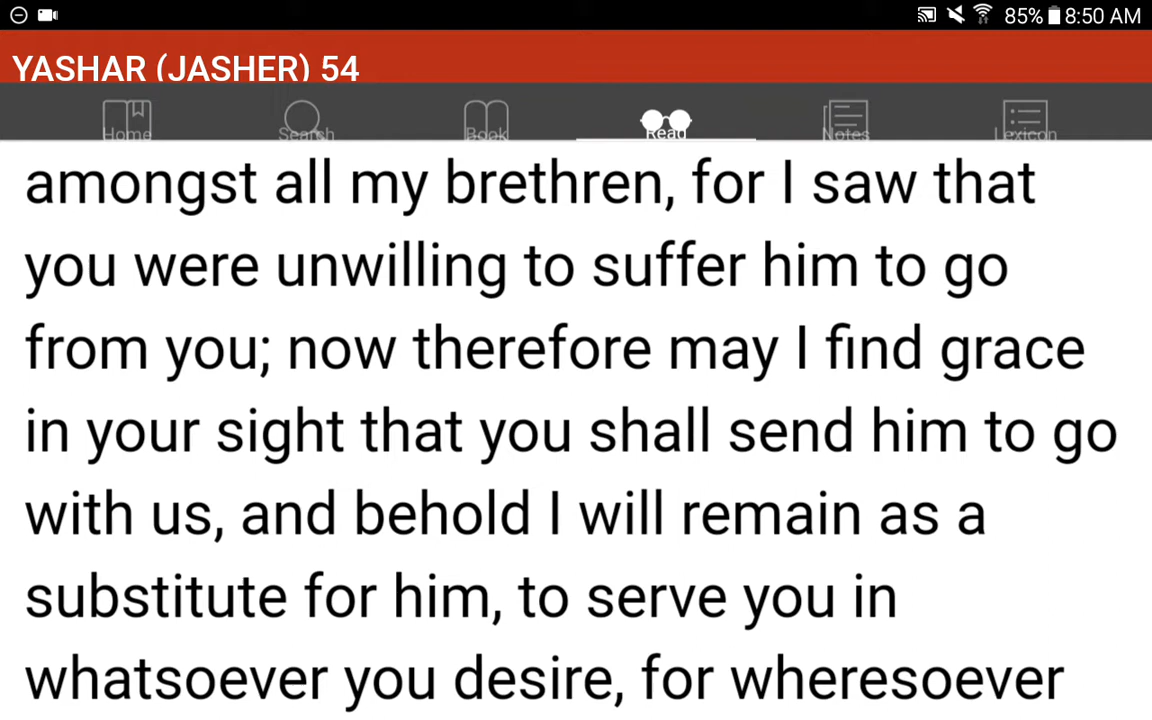 85% 8:50 AM
YASHAR (JASHER) 54
Home Search Book Read Notes Lexicon
amongst all my brethren, for I saw that
you were unwilling to suffer him to go
from you; now therefore may I find grace
in your sight that you shall send him to go
with us, and behold I will remain as a
substitute for him, to serve you in
whatsoever you desire, for wheresoever